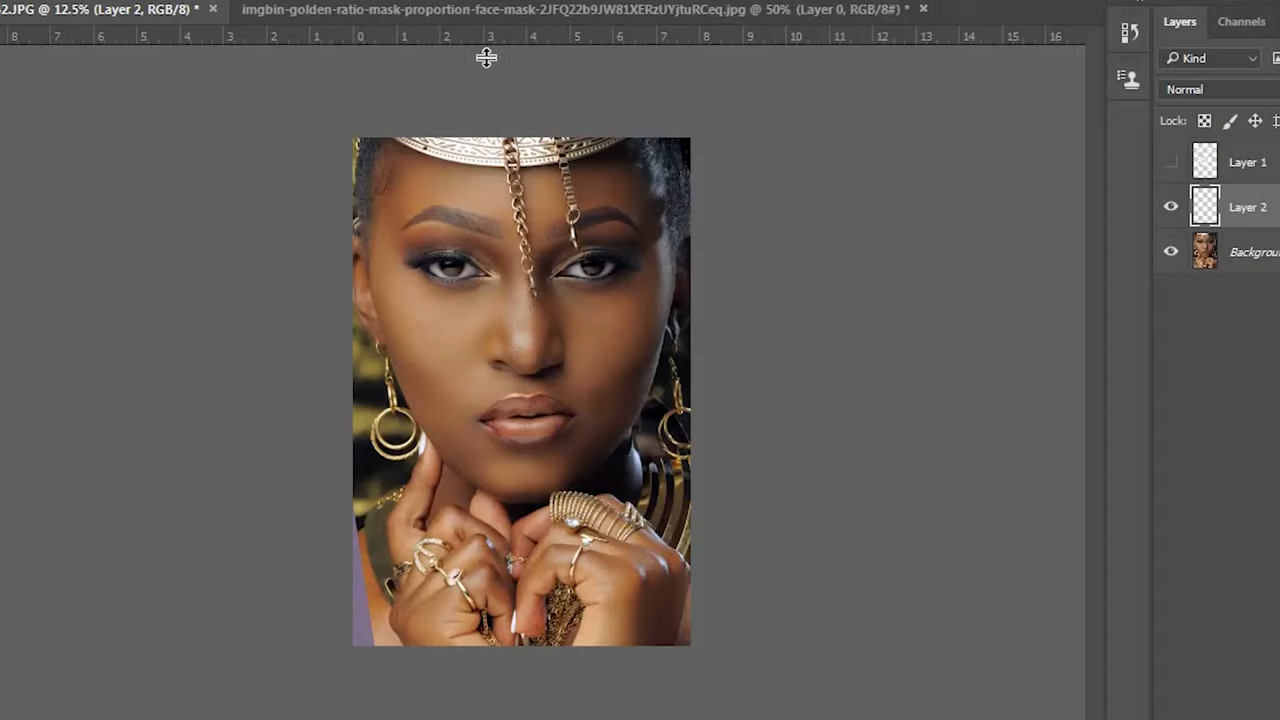 42.JPG @ 12.5% (Layer 2, RGB/8) * ×
imgbin-golden-ratio-mask-proportion-face-mask-2JFQ22b9JW81XERzUYjtuRCeq.jpg @ 50% (Layer 0, RGB/8#) * ×
8 7 6 5 4 3 2 1 0 1 2 3 4 5 6 7 8 9 10 11 12 13 14 15 16
Layers Channels
Kind
Normal
Lock:
Layer 1
Layer 2
Backgrou